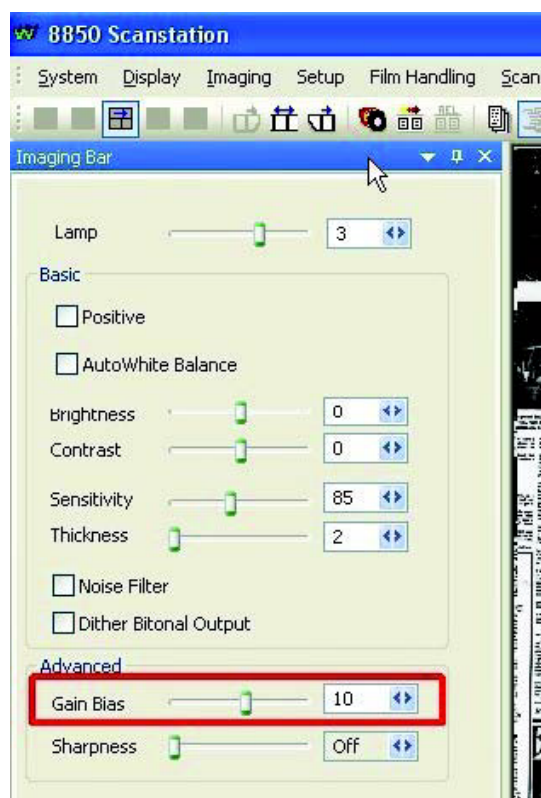 8850 Scanstation
System Display Imaging Setup Film Handling Scan
Imaging Bar
Lamp 3
Basic
Positive
AutoWhite Balance
Brightness 0
Contrast 0
Sensitivity 85
Thickness 2
Noise Filter
Dither Bitonal Output
Advanced
Gain Bias 10
Sharpness Off